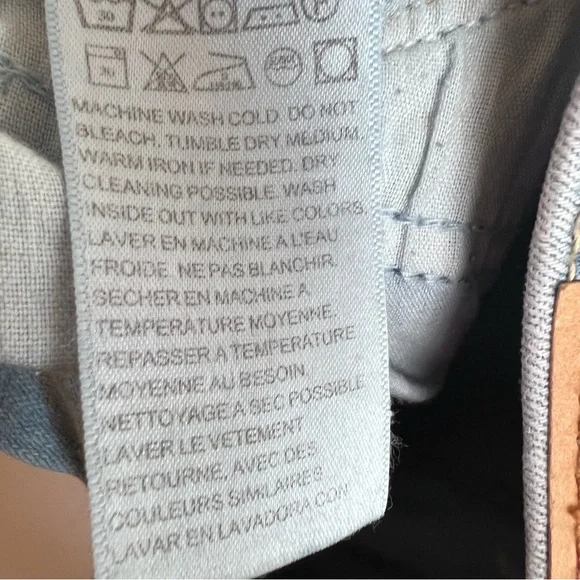 30
MACHINE WASH COLD. DO NOT
BLEACH. TUMBLE DRY MEDIUM.
WARM IRON IF NEEDED. DRY
CLEANING POSSIBLE. WASH
INSIDE OUT WITH LIKE COLORS.
LAVER EN MACHINE A L'EAU
FROIDE. NE PAS BLANCHIR.
SECHER EN MACHINE A
TEMPERATURE MOYENNE.
REPASSER A TEMPERATURE
MOYENNE AU BESOIN.
NETTOYAGE A SEC POSSIBLE.
LAVER LE VETEMENT
RETOURNE, AVEC DES
COULEURS SIMILAIRES
LAVAR EN LAVADORA CON